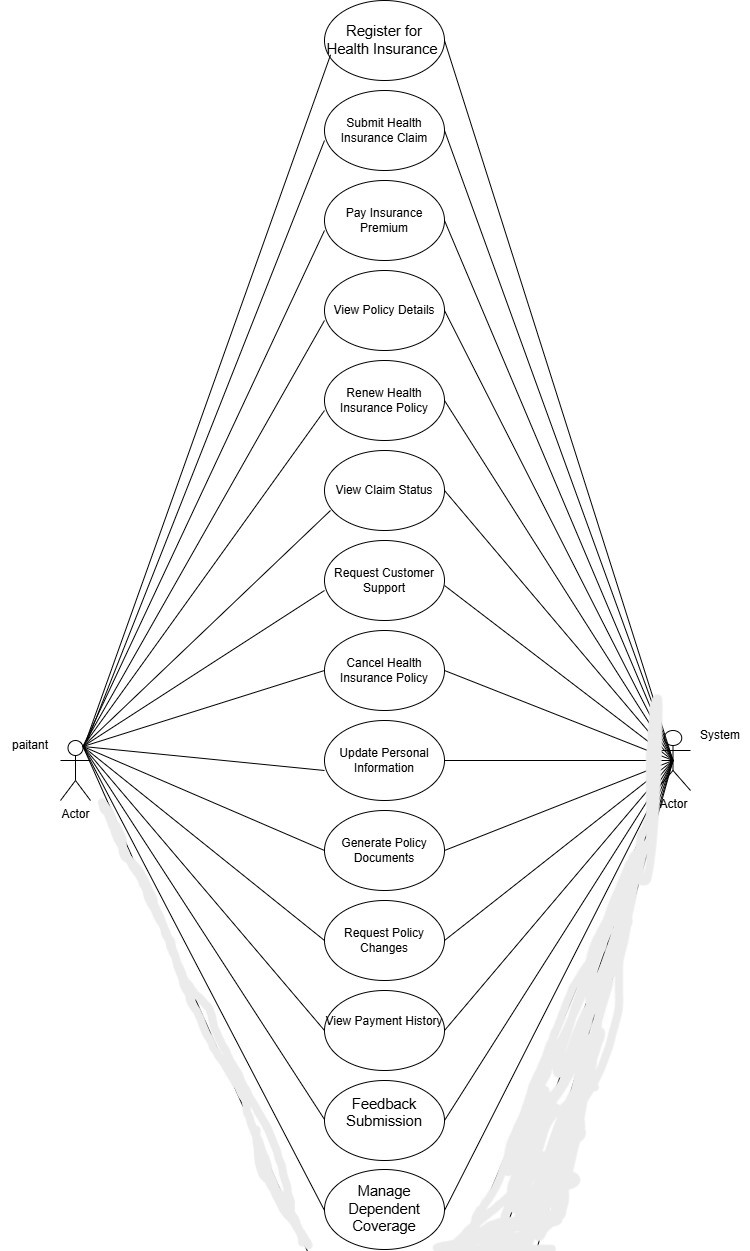 Register for
Health Insurance
Submit Health
Insurance Claim
Pay Insurance
Premium
View Policy Details
Renew Health
Insurance Policy
View Claim Status
Request Customer
Support
Cancel Health
Insurance Policy
paitant
Actor
System
Actor
Update Personal
Information
Generate Policy
Documents
Request Policy
Changes
View Payment History
Feedback
Submission
Manage
Dependent
Coverage